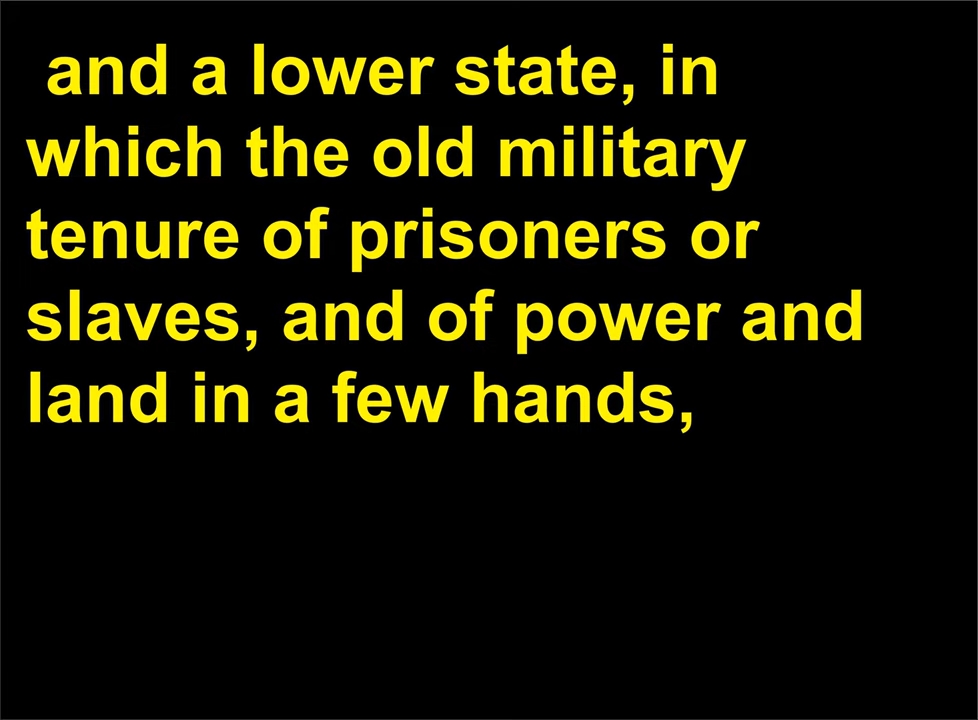 and a lower state, in
which the old military
tenure of prisoners or
slaves, and of power and
land in a few hands,